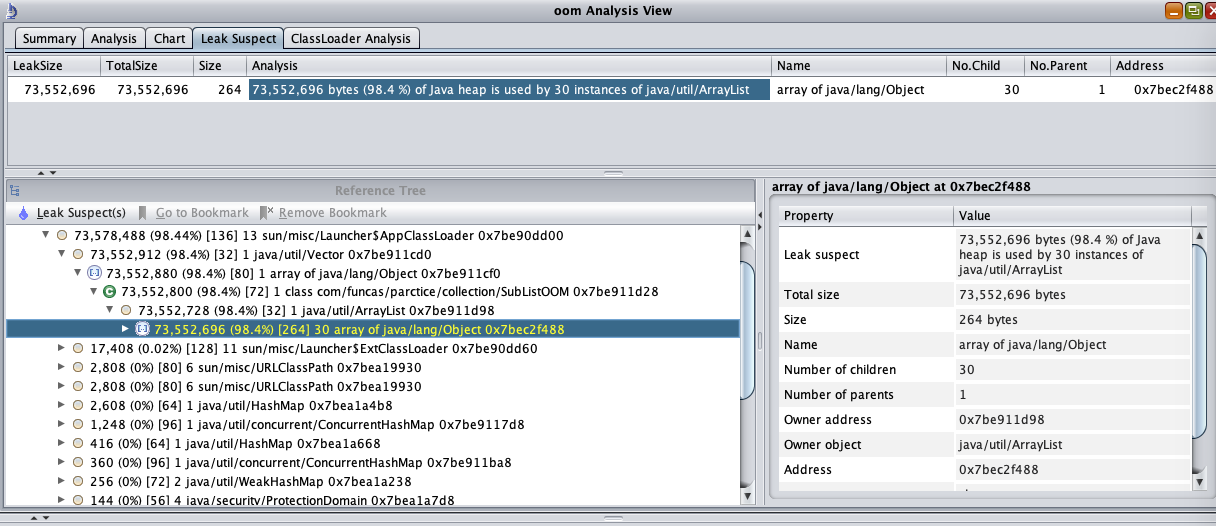 oom Analysis View
Summary Analysis Chart Leak Suspect ClassLoader Analysis
LeakSize TotalSize Size Analysis Name No.Child No.Parent Address
73,552,696 73,552,696 264 73,552,696 bytes (98.4 %) of Java heap is used by 30 instances of java/util/ArrayList array of java/lang/Object 30 1 0x7bec2f488
Reference Tree
Leak Suspect(s) Go to Bookmark Remove Bookmark
73,578,488 (98.44%) [136] 13 sun/misc/Launcher$AppClassLoader 0x7be90dd00
73,552,912 (98.4%) [32] 1 java/util/Vector 0x7be911cd0
73,552,880 (98.4%) [80] 1 array of java/lang/Object 0x7be911cf0
73,552,800 (98.4%) [72] 1 class com/funcas/parctice/collection/SubListOOM 0x7be911d28
73,552,728 (98.4%) [32] 1 java/util/ArrayList 0x7be911d98
73,552,696 (98.4%) [264] 30 array of java/lang/Object 0x7bec2f488
17,408 (0.02%) [128] 11 sun/misc/Launcher$ExtClassLoader 0x7be90dd60
2,808 (0%) [80] 6 sun/misc/URLClassPath 0x7bea19930
2,808 (0%) [80] 6 sun/misc/URLClassPath 0x7bea19930
2,608 (0%) [64] 1 java/util/HashMap 0x7bea1a4b8
1,248 (0%) [96] 1 java/util/concurrent/ConcurrentHashMap 0x7be9117d8
416 (0%) [64] 1 java/util/HashMap 0x7bea1a668
360 (0%) [96] 1 java/util/concurrent/ConcurrentHashMap 0x7be911ba8
256 (0%) [72] 2 java/util/WeakHashMap 0x7bea1a238
144 (0%) [56] 4 java/security/ProtectionDomain 0x7bea1a7d8
array of java/lang/Object at 0x7bec2f488
Property Value
Leak suspect 73,552,696 bytes (98.4 %) of Java
heap is used by 30 instances of
java/util/ArrayList
Total size 73,552,696 bytes
Size 264 bytes
Name array of java/lang/Object
Number of children 30
Number of parents 1
Owner address 0x7be911d98
Owner object java/util/ArrayList
Address 0x7bec2f488